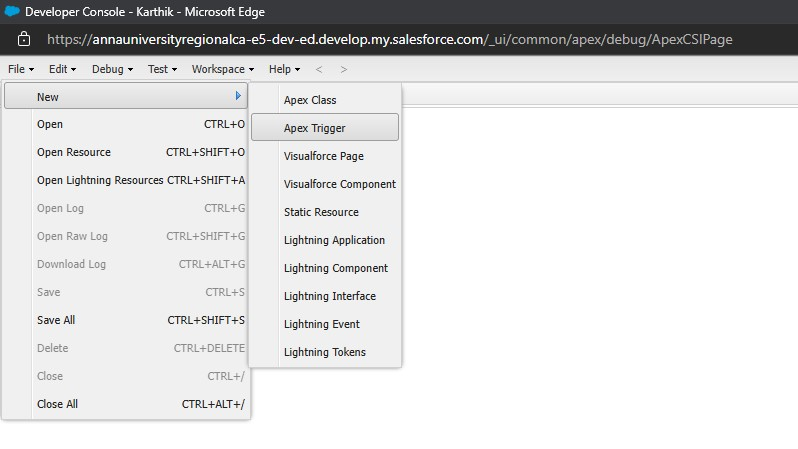 Developer Console - Karthik - Microsoft Edge
https://annauniversityregionalca-e5-dev-ed.develop.my.salesforce.com/_ui/common/apex/debug/ApexCSIPage
File ▾ Edit ▾ Debug ▾ Test ▾ Workspace ▾ Help ▾ < >
New
Open CTRL+O
Open Resource CTRL+SHIFT+O
Open Lightning Resources CTRL+SHIFT+A
Open Log CTRL+G
Open Raw Log CTRL+SHIFT+G
Download Log CTRL+ALT+G
Save CTRL+S
Save All CTRL+SHIFT+S
Delete CTRL+DELETE
Close CTRL+/
Close All CTRL+ALT+/
Apex Class
Apex Trigger
Visualforce Page
Visualforce Component
Static Resource
Lightning Application
Lightning Component
Lightning Interface
Lightning Event
Lightning Tokens